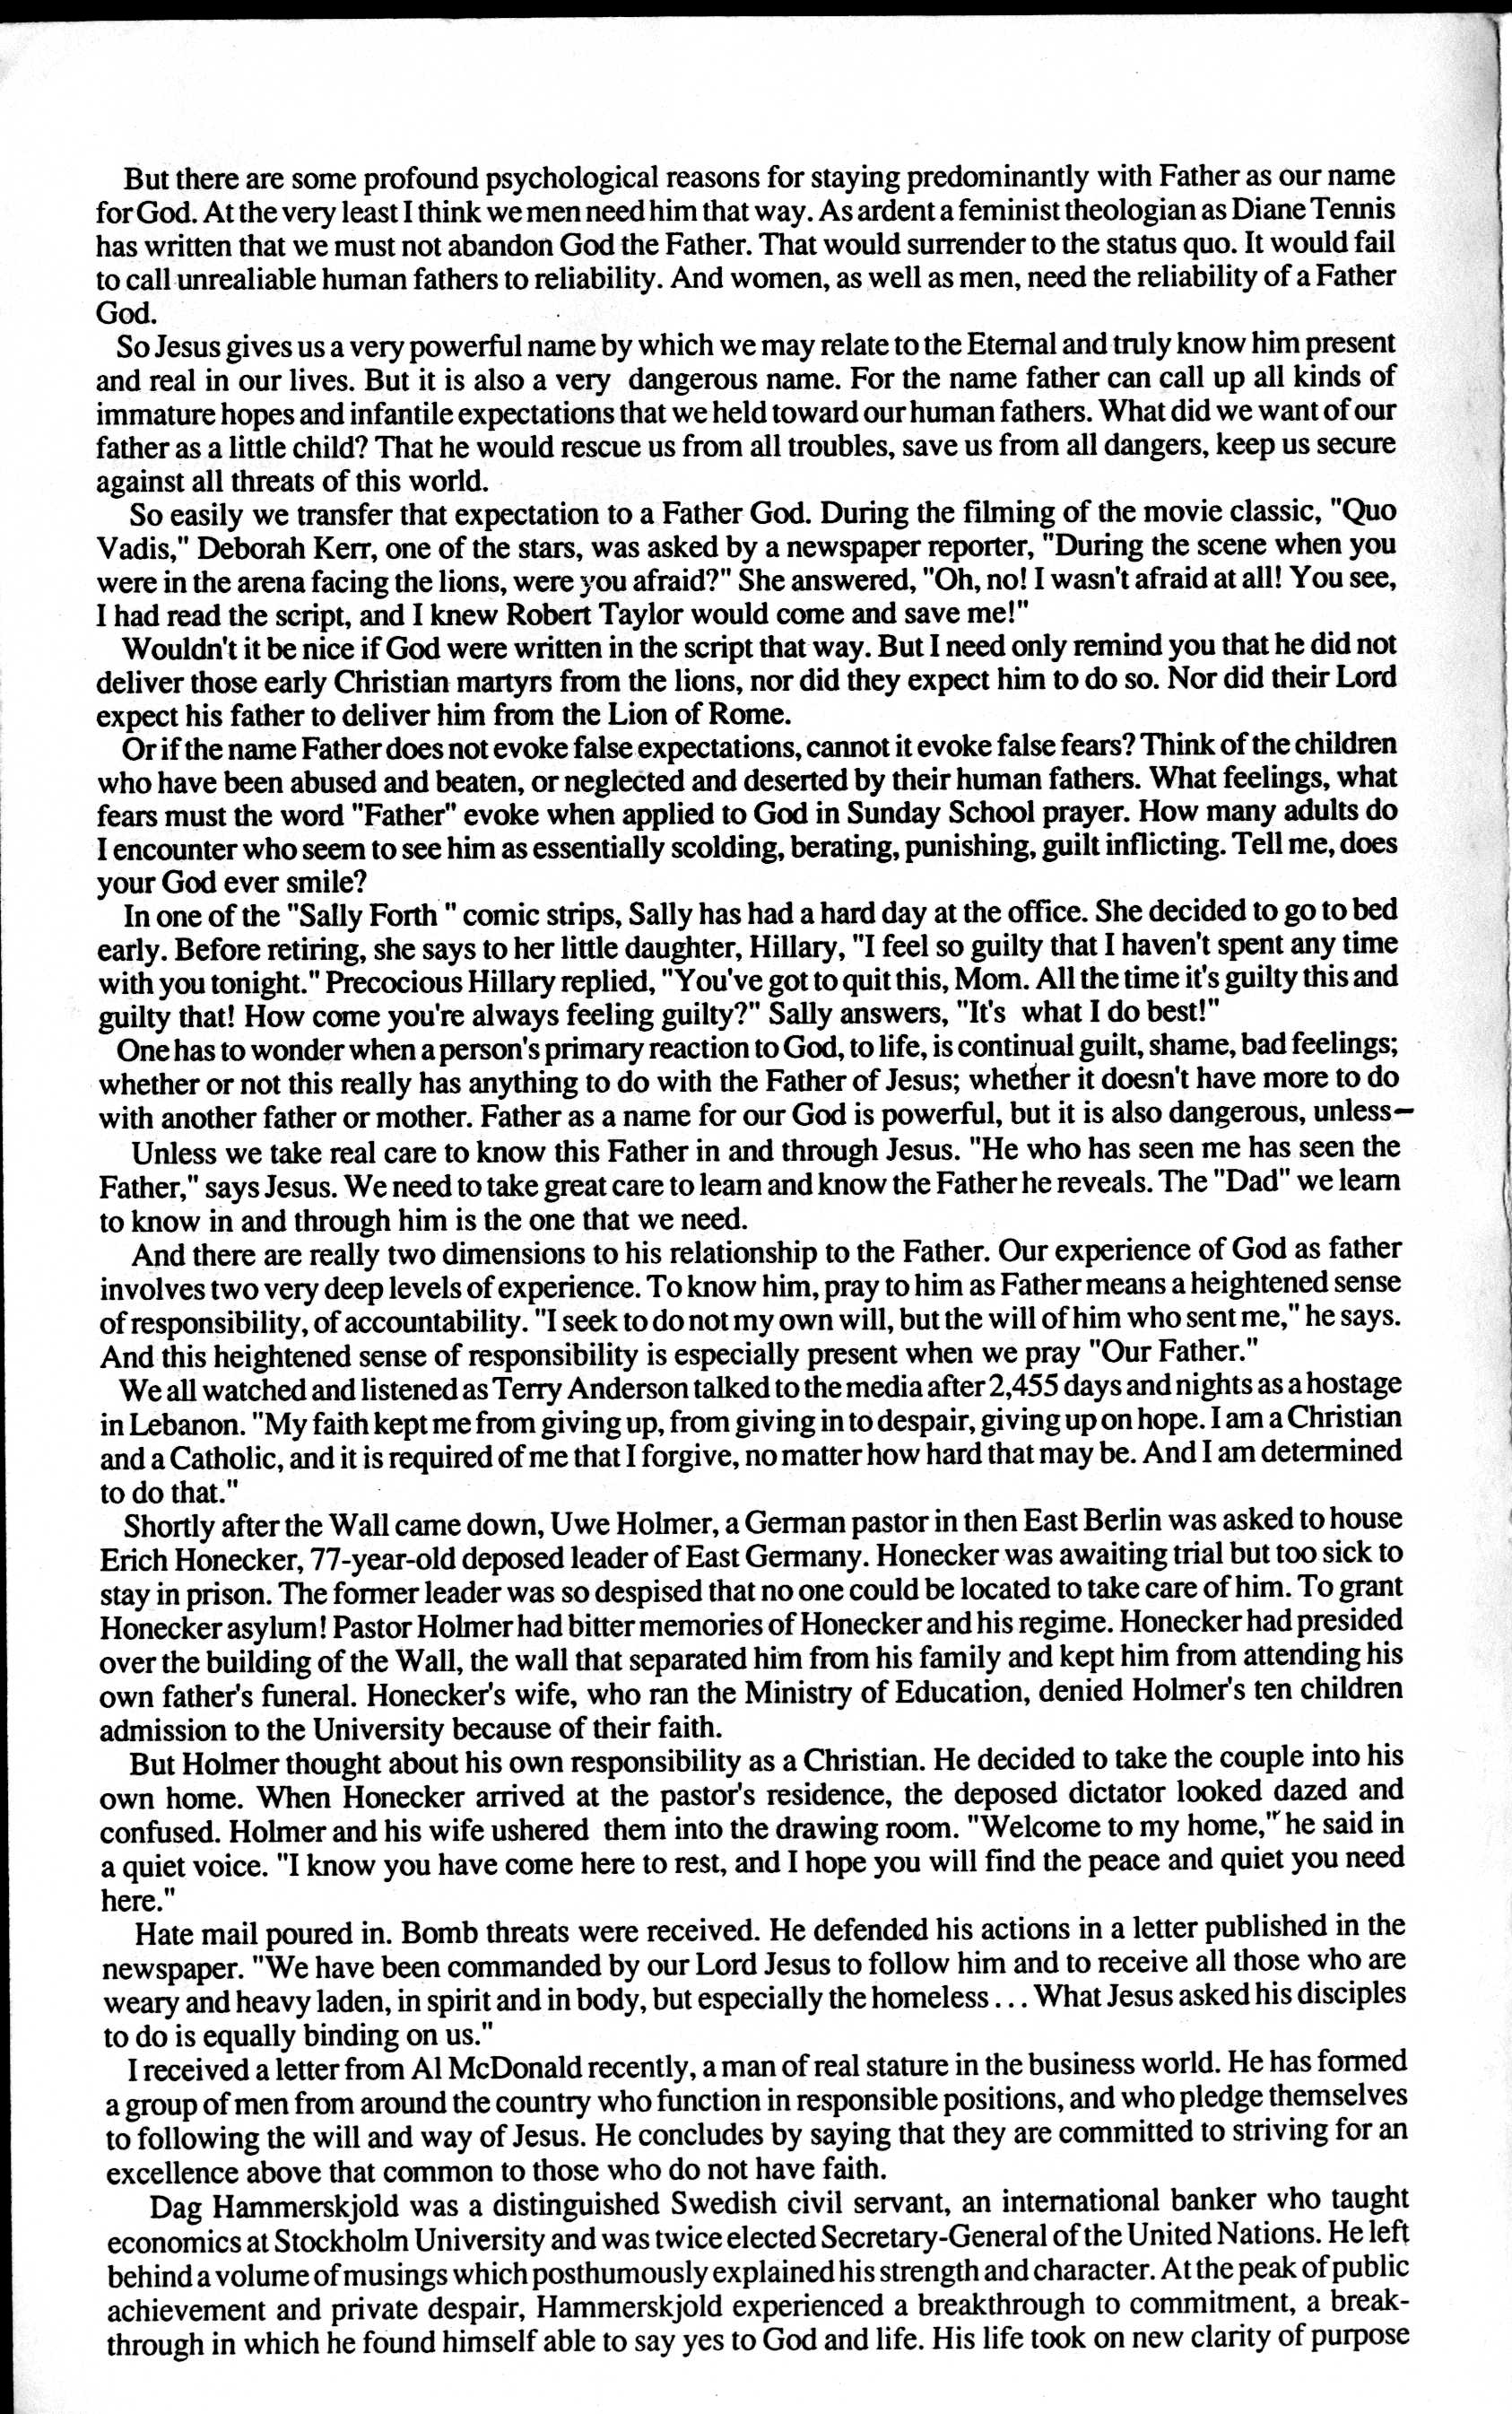 But there are some profound psychological reasons for staying predominantly with Father as our name
for God. At the very least I think we men need him that way. As ardent a feminist theologian as Diane Tennis
has written that we must not abandon God the Father. That would surrender to the status quo. It would fail
to call unrealiable human fathers to reliability. And women, as well as men, need the reliability of a Father
God.
So Jesus gives us a very powerful name by which we may relate to the Eternal and truly know him present
and real in our lives. But it is also a very dangerous name. For the name father can call up all kinds of
immature hopes and infantile expectations that we held toward our human fathers. What did we want of our
father as a little child? That he would rescue us from all troubles, save us from all dangers, keep us secure
against all threats of this world.
So easily we transfer that expectation to a Father God. During the filming of the movie classic, "Quo
Vadis," Deborah Kerr, one of the stars, was asked by a newspaper reporter, "During the scene when you
were in the arena facing the lions, were you afraid?" She answered, "Oh, no! I wasn't afraid at all! You see,
I had read the script, and I knew Robert Taylor would come and save me!"
Wouldn't it be nice if God were written in the script that way. But I need only remind you that he did not
deliver those early Christian martyrs from the lions, nor did they expect him to do so. Nor did their Lord
expect his father to deliver him from the Lion of Rome.
Or if the name Father does not evoke false expectations, cannot it evoke false fears? Think of the children
who have been abused and beaten, or neglected and deserted by their human fathers. What feelings, what
fears must the word "Father" evoke when applied to God in Sunday School prayer. How many adults do
I encounter who seem to see him as essentially scolding, berating, punishing, guilt inflicting. Tell me, does
your God ever smile?
In one of the "Sally Forth " comic strips, Sally has had a hard day at the office. She decided to go to bed
early. Before retiring, she says to her little daughter, Hillary, "I feel so guilty that I haven't spent any time
with you tonight." Precocious Hillary replied, "You've got to quit this, Mom. All the time it's guilty this and
guilty that! How come you're always feeling guilty?" Sally answers, "It's what I do best!"
One has to wonder when a person's primary reaction to God, to life, is continual guilt, shame, bad feelings;
whether or not this really has anything to do with the Father of Jesus; whether it doesn't have more to do
with another father or mother. Father as a name for our God is powerful, but it is also dangerous, unless—
Unless we take real care to know this Father in and through Jesus. "He who has seen me has seen the
Father," says Jesus. We need to take great care to learn and know the Father he reveals. The "Dad" we learn
to know in and through him is the one that we need.
And there are really two dimensions to his relationship to the Father. Our experience of God as father
involves two very deep levels of experience. To know him, pray to him as Father means a heightened sense
of responsibility, of accountability. "I seek to do not my own will, but the will of him who sent me," he says.
And this heightened sense of responsibility is especially present when we pray "Our Father."
We all watched and listened as Terry Anderson talked to the media after 2,455 days and nights as a hostage
in Lebanon. "My faith kept me from giving up, from giving in to despair, giving up on hope. I am a Christian
and a Catholic, and it is required of me that I forgive, no matter how hard that may be. And I am determined
to do that."
Shortly after the Wall came down, Uwe Holmer, a German pastor in then East Berlin was asked to house
Erich Honecker, 77-year-old deposed leader of East Germany. Honecker was awaiting trial but too sick to
stay in prison. The former leader was so despised that no one could be located to take care of him. To grant
Honecker asylum! Pastor Holmer had bitter memories of Honecker and his regime. Honecker had presided
over the building of the Wall, the wall that separated him from his family and kept him from attending his
own father's funeral. Honecker's wife, who ran the Ministry of Education, denied Holmer's ten children
admission to the University because of their faith.
But Holmer thought about his own responsibility as a Christian. He decided to take the couple into his
own home. When Honecker arrived at the pastor's residence, the deposed dictator looked dazed and
confused. Holmer and his wife ushered them into the drawing room. "Welcome to my home," he said in
a quiet voice. "I know you have come here to rest, and I hope you will find the peace and quiet you need
here."
Hate mail poured in. Bomb threats were received. He defended his actions in a letter published in the
newspaper. "We have been commanded by our Lord Jesus to follow him and to receive all those who are
weary and heavy laden, in spirit and in body, but especially the homeless . . . What Jesus asked his disciples
to do is equally binding on us."
I received a letter from Al McDonald recently, a man of real stature in the business world. He has formed
a group of men from around the country who function in responsible positions, and who pledge themselves
to following the will and way of Jesus. He concludes by saying that they are committed to striving for an
excellence above that common to those who do not have faith.
Dag Hammerskjold was a distinguished Swedish civil servant, an international banker who taught
economics at Stockholm University and was twice elected Secretary-General of the United Nations. He left
behind a volume of musings which posthumously explained his strength and character. At the peak of public
achievement and private despair, Hammerskjold experienced a breakthrough to commitment, a break-
through in which he found himself able to say yes to God and life. His life took on new clarity of purpose